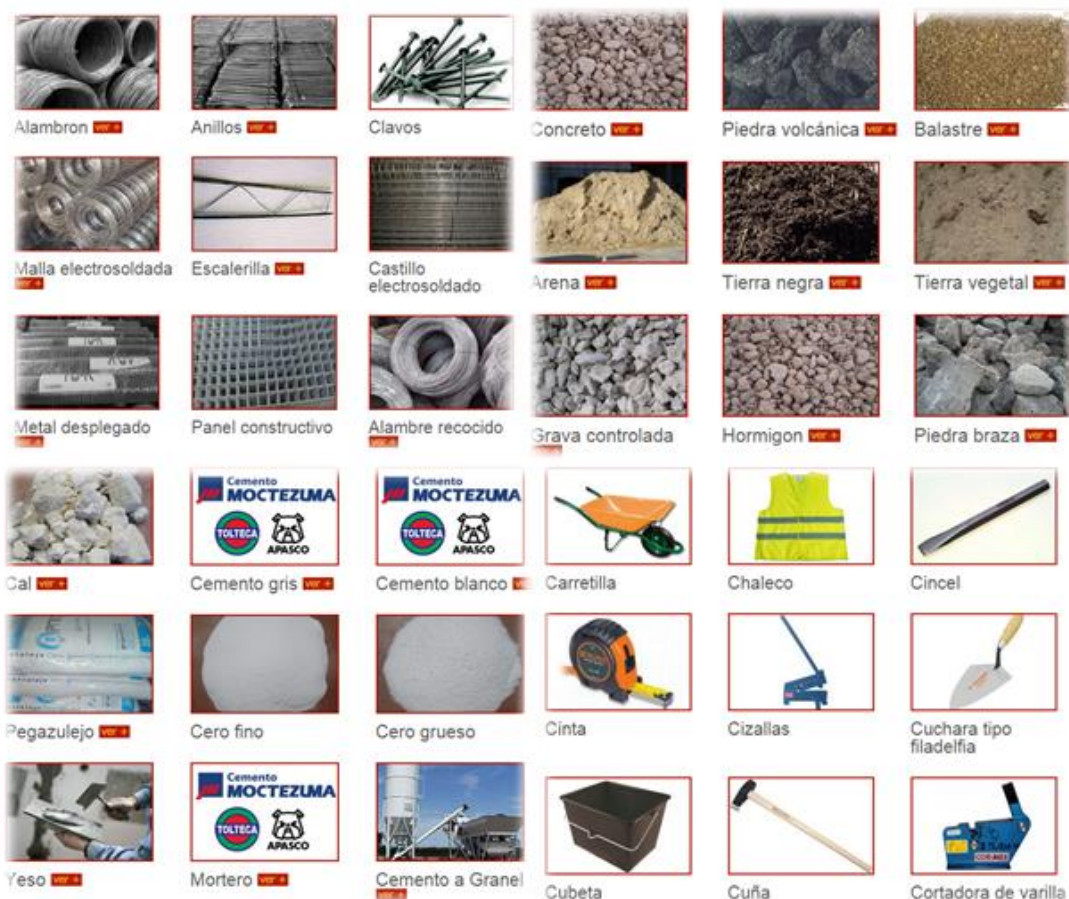 Alambron ver +
Anillos ver +
Clavos
Concreto ver +
Piedra volcánica ver +
Balastre ver +
Malla electrosoldada
ver +
Escalerilla ver +
Castillo
electrosoldado
Arena ver +
Tierra negra ver +
Tierra vegetal ver +
Metal desplegado
ver +
Panel constructivo
Alambre recocido
ver +
Grava controlada
Hormigon ver +
Piedra braza ver +
Cemento
MOCTEZUMA
TOLTECA
APASCO
Cemento
MOCTEZUMA
TOLTECA
APASCO
Cal ver +
Cemento gris ver +
Cemento blanco
Carretilla
Chaleco
Cincel
Pegazulejo ver +
Cero fino
Cero grueso
Cinta
Cizallas
Cuchara tipo
filadelfia
Cemento
MOCTEZUMA
TOLTECA
APASCO
Yeso ver +
Mortero ver +
Cemento a Granel
ver +
Cubeta
Cuña
Cortadora de varilla